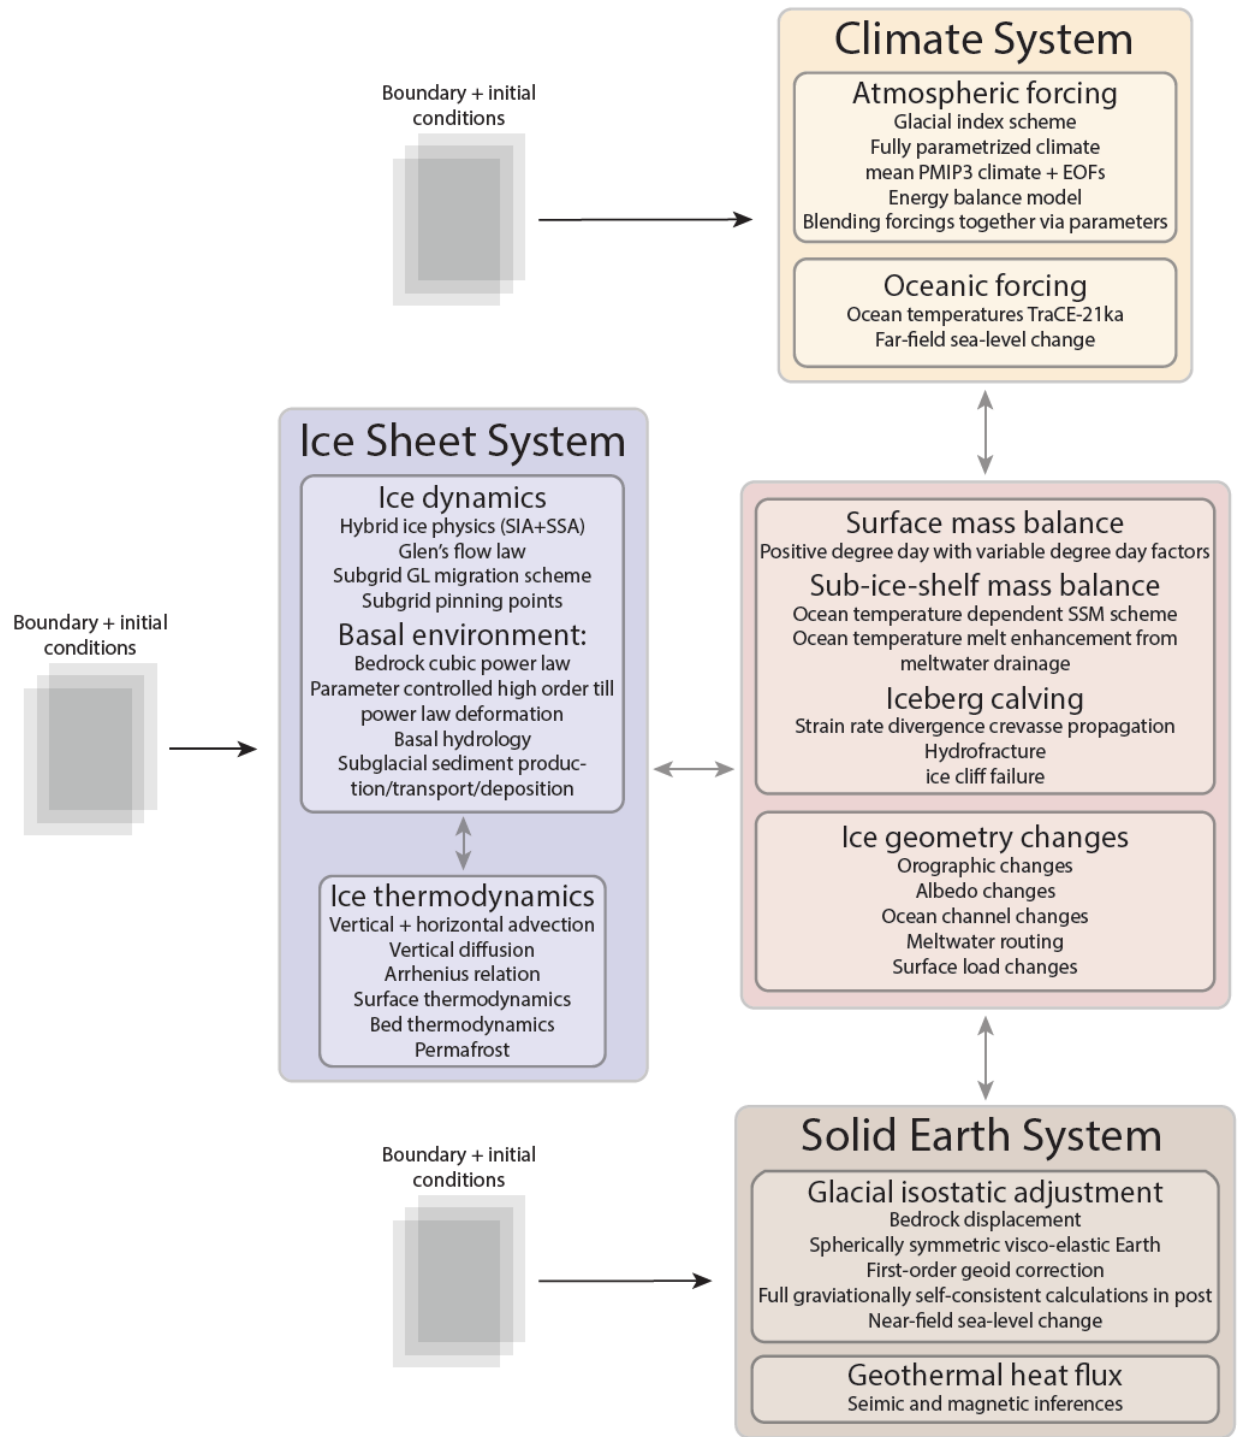 Climate System
Boundary + initial
conditions
Atmospheric forcing
Glacial index scheme
Fully parametrized climate
mean PMIP3 climate + EOFs
Energy balance model
Blending forcings together via parameters
Oceanic forcing
Ocean temperatures TraCE-21ka
Far-field sea-level change
Boundary + initial
conditions
Ice Sheet System
Ice dynamics
Hybrid ice physics (SIA+SSA)
Glen's flow law
Subgrid GL migration scheme
Subgrid pinning points
Basal environment:
Bedrock cubic power law
Parameter controlled high order till
power law deformation
Basal hydrology
Subglacial sediment produc-
tion/transport/deposition
Ice thermodynamics
Vertical + horizontal advection
Vertical diffusion
Arrhenius relation
Surface thermodynamics
Bed thermodynamics
Permafrost
Surface mass balance
Positive degree day with variable degree day factors
Sub-ice-shelf mass balance
Ocean temperature dependent SSM scheme
Ocean temperature melt enhancement from
meltwater drainage
Iceberg calving
Strain rate divergence crevasse propagation
Hydrofracture
ice cliff failure
Ice geometry changes
Orographic changes
Albedo changes
Ocean channel changes
Meltwater routing
Surface load changes
Boundary + initial
conditions
Solid Earth System
Glacial isostatic adjustment
Bedrock displacement
Spherically symmetric visco-elastic Earth
First-order geoid correction
Full graviationally self-consistent calculations in post
Near-field sea-level change
Geothermal heat flux
Seimic and magnetic inferences